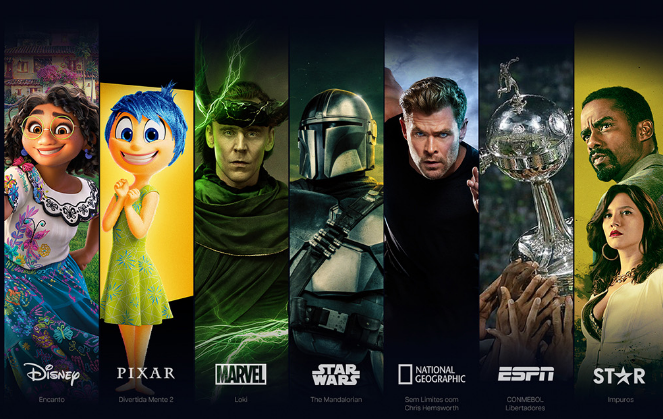 Disney
PIXAR
MARVEL
STAR
WARS
NATIONAL
GEOGRAPHIC
ESPN
ST★R
Encanto
Divertida Mente 2
Loki
The Mandalorian
Sem Limites com
Chris Hemsworth
CONMEBOL
Libertadores
Impuros